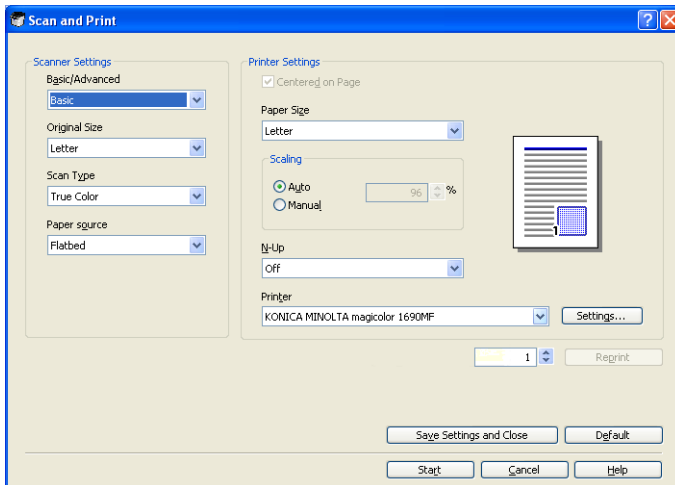 Scan and Print
Scanner Settings
Basic/Advanced
Basic
Original Size
Letter
Scan Type
True Color
Paper source
Flatbed
Printer Settings
Centered on Page
Paper Size
Letter
Scaling
Auto
96 %
Manual
1
N-Up
Off
Printer
KONICA MINOLTA magicolor 1690MF
Settings...
1
Reprint
Save Settings and Close
Default
Start
Cancel
Help